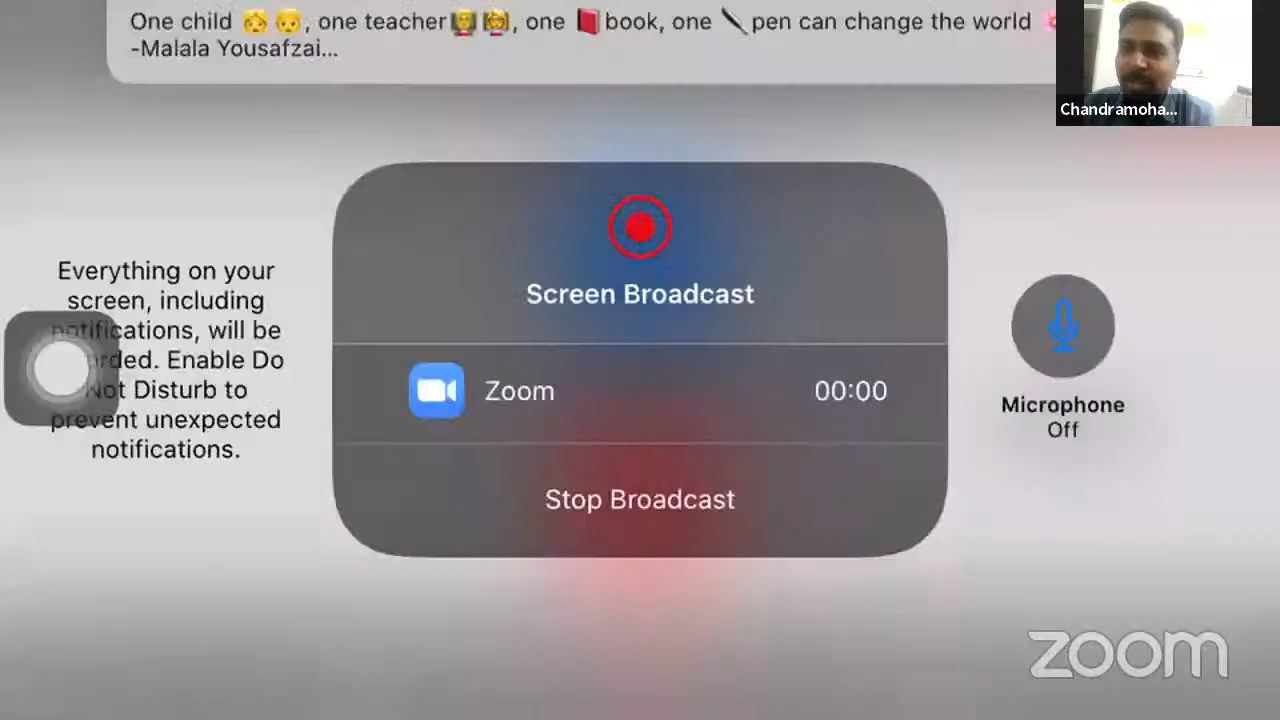 One child 👧👦, one teacher👨‍🏫👩‍🏫, one 📕book, one ✒pen can change the world
-Malala Yousafzai...
Chandramoha...
Screen Broadcast
Everything on your
screen, including
notifications, will be
Enable Do
Not Disturb to
prevent unexpected
notifications.
Zoom 00:00
Stop Broadcast
Microphone
Off
zoom